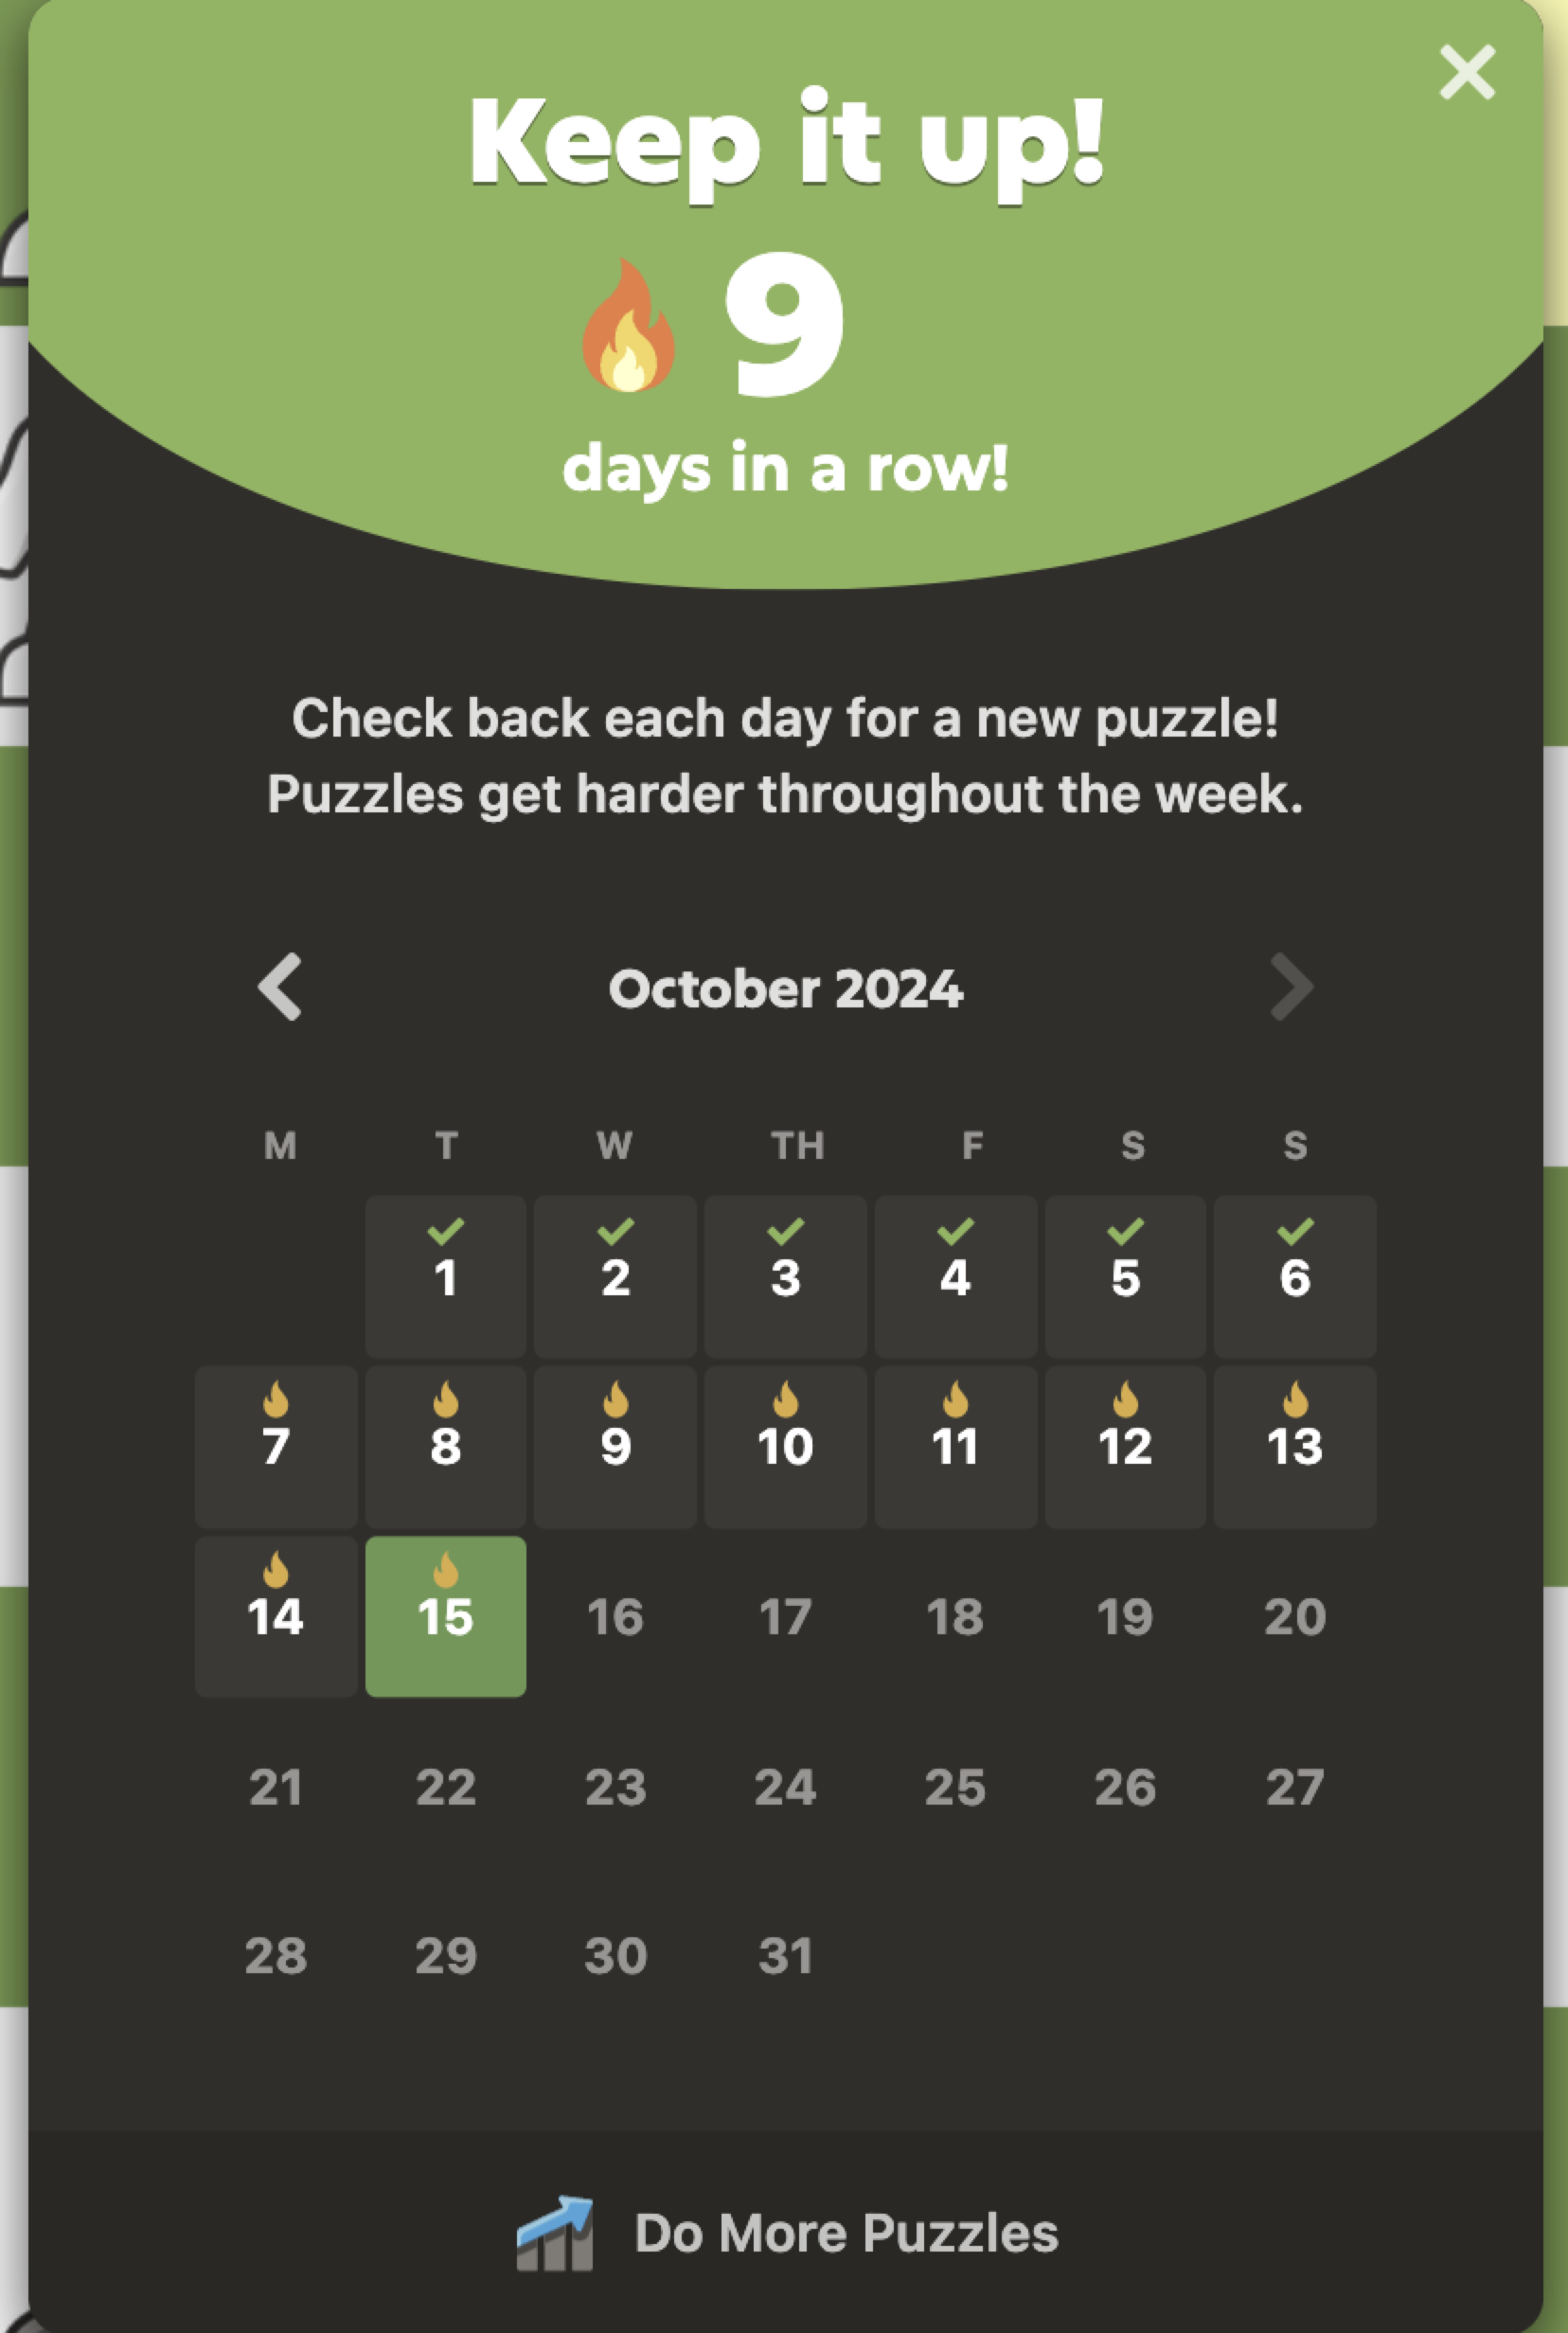 Keep it up!
9
days in a row!
Check back each day for a new puzzle!
Puzzles get harder throughout the week.
October 2024
M T W TH F S S
1 2 3 4 5 6
7 8 9 10 11 12 13
14 15 16 17 18 19 20
21 22 23 24 25 26 27
28 29 30 31
Do More Puzzles